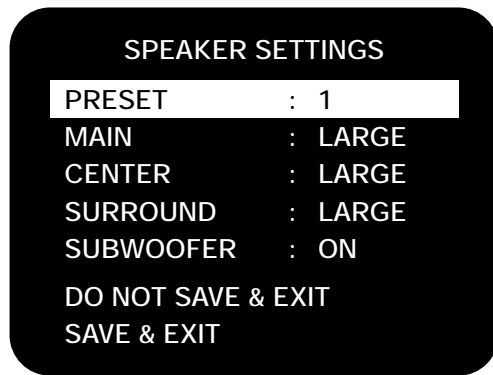 SPEAKER SETTINGS
PRESET : 1
MAIN : LARGE
CENTER : LARGE
SURROUND : LARGE
SUBWOOFER : ON
DO NOT SAVE & EXIT
SAVE & EXIT